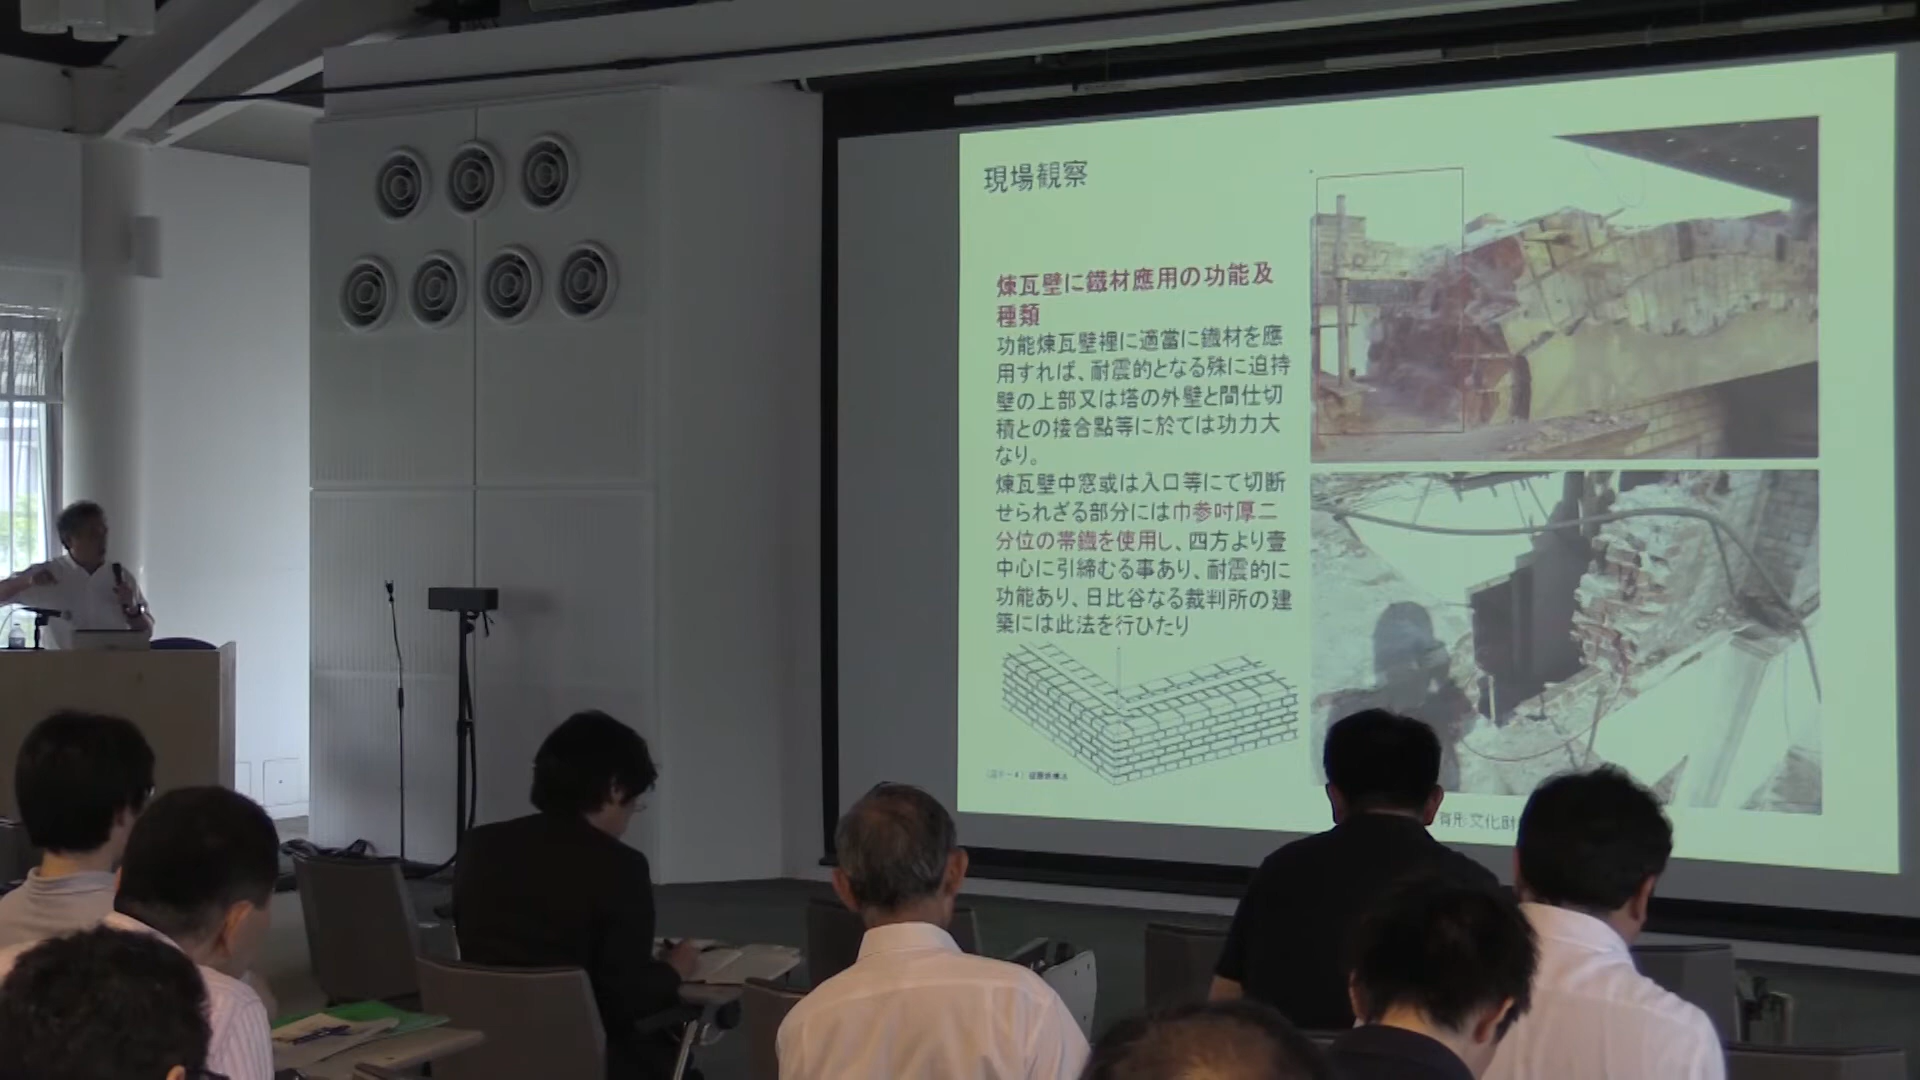 現場観察
煉瓦壁に鐵材應用の功能及
種類
功能煉瓦壁裡に適當に鐵材を應
用すれば、耐震的となる殊に迫持
壁の上部又は塔の外壁と間仕切
積との接合點等に於ては功力大
なり。
煉瓦壁中窓或は入口等にて切断
せられざる部分には巾参吋厚二
分位の帯鐵を使用し、四方より壹
中心に引締むる事あり、耐震的に
功能あり、日比谷なる裁判所の建
築には此法を行ひたり
有形文化財